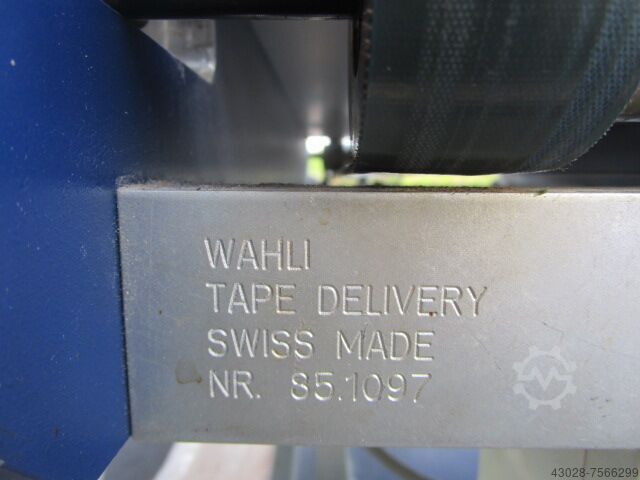 WAHLI
TAPE DELIVERY
SWISS MADE
NR. 85.1097
43028-7566299